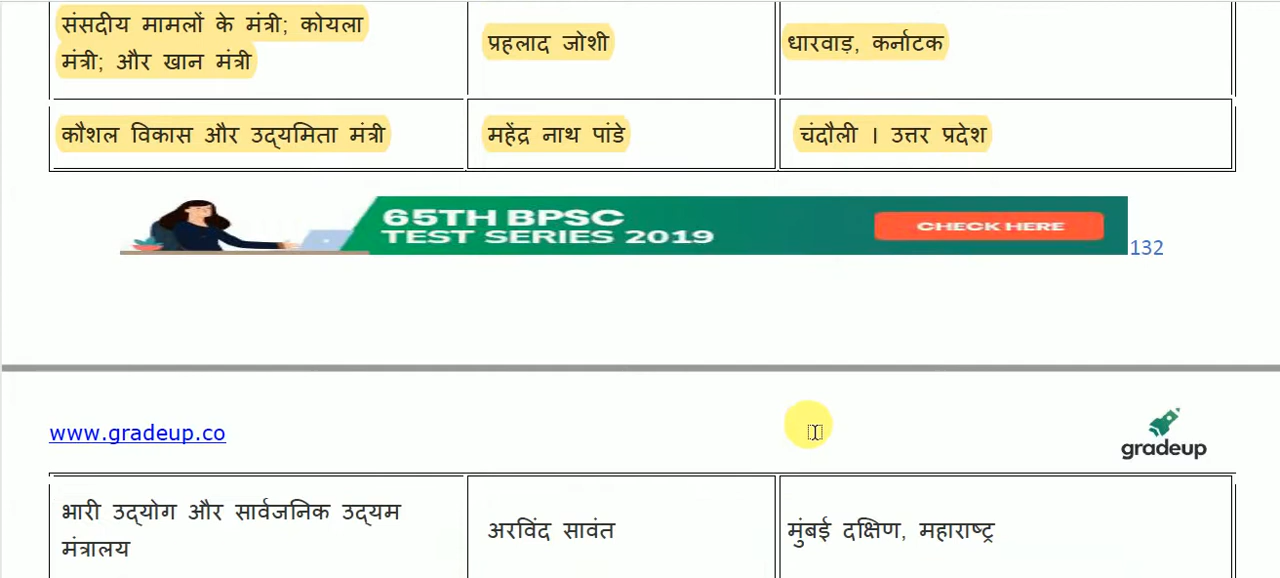 संसदीय मामलों के मंत्री; कोयला
मंत्री; और खान मंत्री
प्रहलाद जोशी
धारवाड़, कर्नाटक
कौशल विकास और उद्यमिता मंत्री
महेंद्र नाथ पांडे
चंदौली । उत्तर प्रदेश
65TH BPSC
TEST SERIES 2019
CHECK HERE
132
www.gradeup.co
gradeup
भारी उद्योग और सार्वजनिक उद्यम
मंत्रालय
अरविंद सावंत
मुंबई दक्षिण, महाराष्ट्र